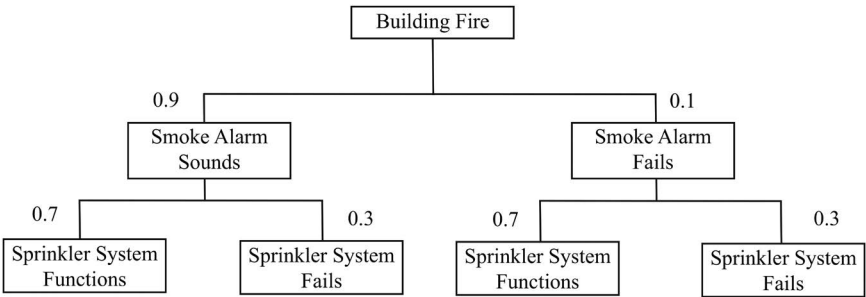 Building Fire
0.9
0.1
Smoke Alarm
Sounds
Smoke Alarm
Fails
0.7
0.3
0.7
0.3
Sprinkler System
Functions
Sprinkler System
Fails
Sprinkler System
Functions
Sprinkler System
Fails